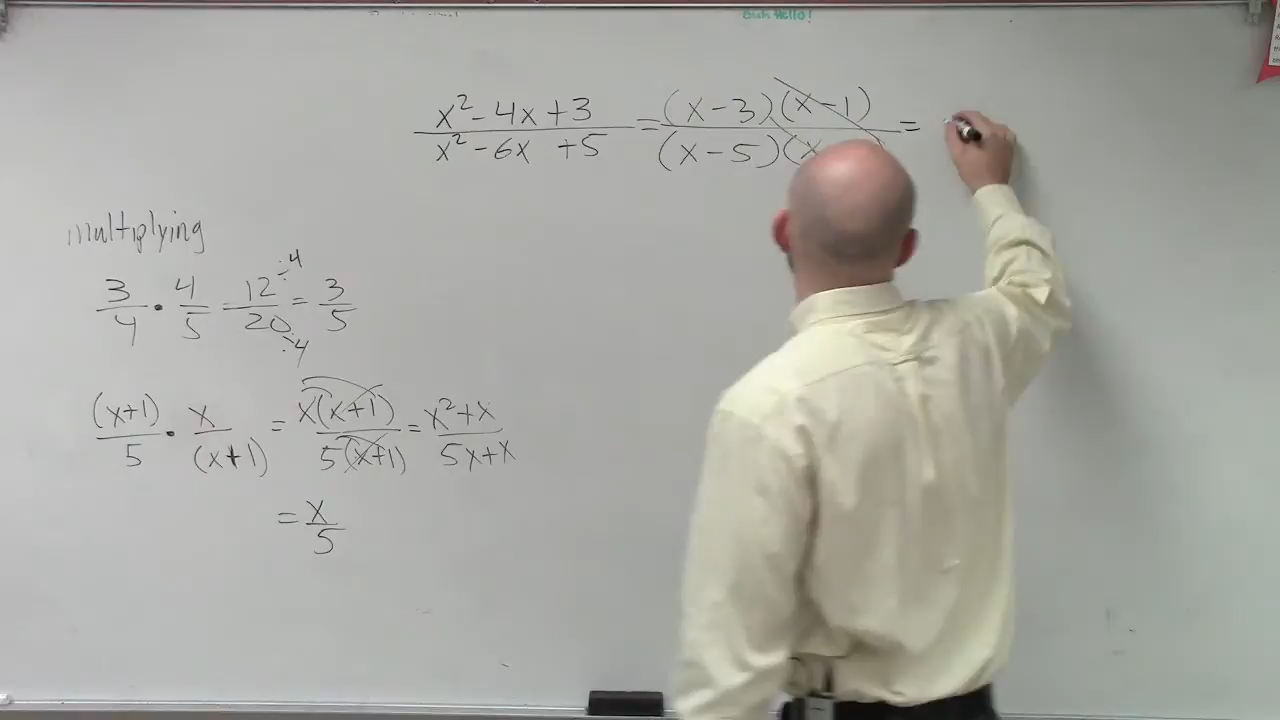 Bish Hello!
(x²-4x+3)/(x²-6x +5) = ((x-3)(x-1))/((x-5)(x =
multiplying
3/4 · 4/5 = 12÷4/20÷4 = 3/5
(x+1)/5 · x/(x+1) = x(x+1)/5(x+1) = x²+x/5x+x
= x/5